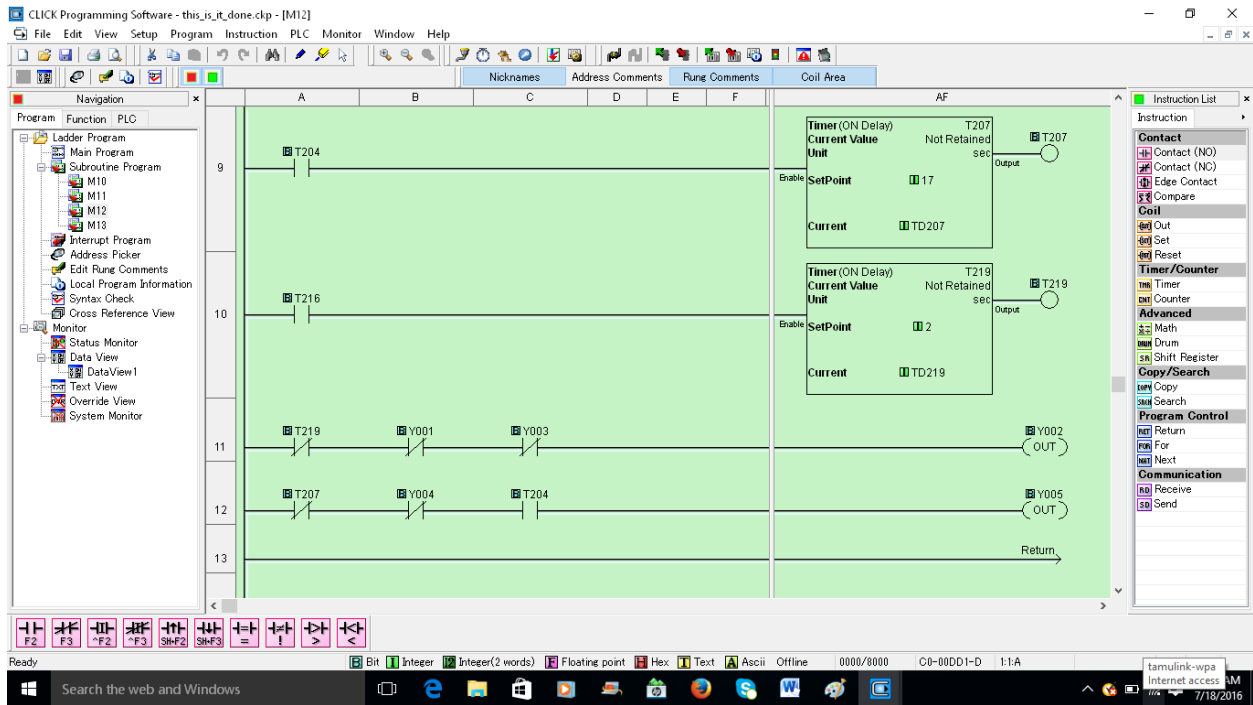 CLICK Programming Software - this_is_it_done.ckp - [M12]
File Edit View Setup Program Instruction PLC Monitor Window Help
Nicknames Address Comments Rung Comments Coil Area
Navigation
Program Function PLC
Ladder Program
Main Program
Subroutine Program
M10
M11
M12
M13
Interrupt Program
Address Picker
Edit Rung Comments
Local Program Information
Syntax Check
Cross Reference View
Monitor
Status Monitor
Data View
DataView1
Text View
Override View
System Monitor
A B C D E F AF
9
T204
Timer (ON Delay) T207
Current Value Not Retained
Unit sec
Enable SetPoint 17
Current TD207
Output
T207
10
T216
Timer (ON Delay) T219
Current Value Not Retained
Unit sec
Enable SetPoint 2
Current TD219
Output
T219
11
T219 Y001 Y003 Y002
OUT
12
T207 Y004 T204 Y005
OUT
13
Return
Instruction List
Instruction
Contact
Contact (NO)
Contact (NC)
Edge Contact
Compare
Coil
Out
Set
Reset
Timer/Counter
Timer
Counter
Advanced
Math
Drum
Shift Register
Copy/Search
Copy
Search
Program Control
Return
For
Next
Communication
Receive
Send
F2 F3 ^F2 ^F3 SH-F2 SH-F3 = ! > <
Ready
B Bit I Integer I2 Integer(2 words) F Floating point H Hex T Text A Ascii Offline 0000/8000 C0-00DD1-D 1:1:A
tamulink-wpa
Internet access
Search the web and Windows
AM
7/18/2016